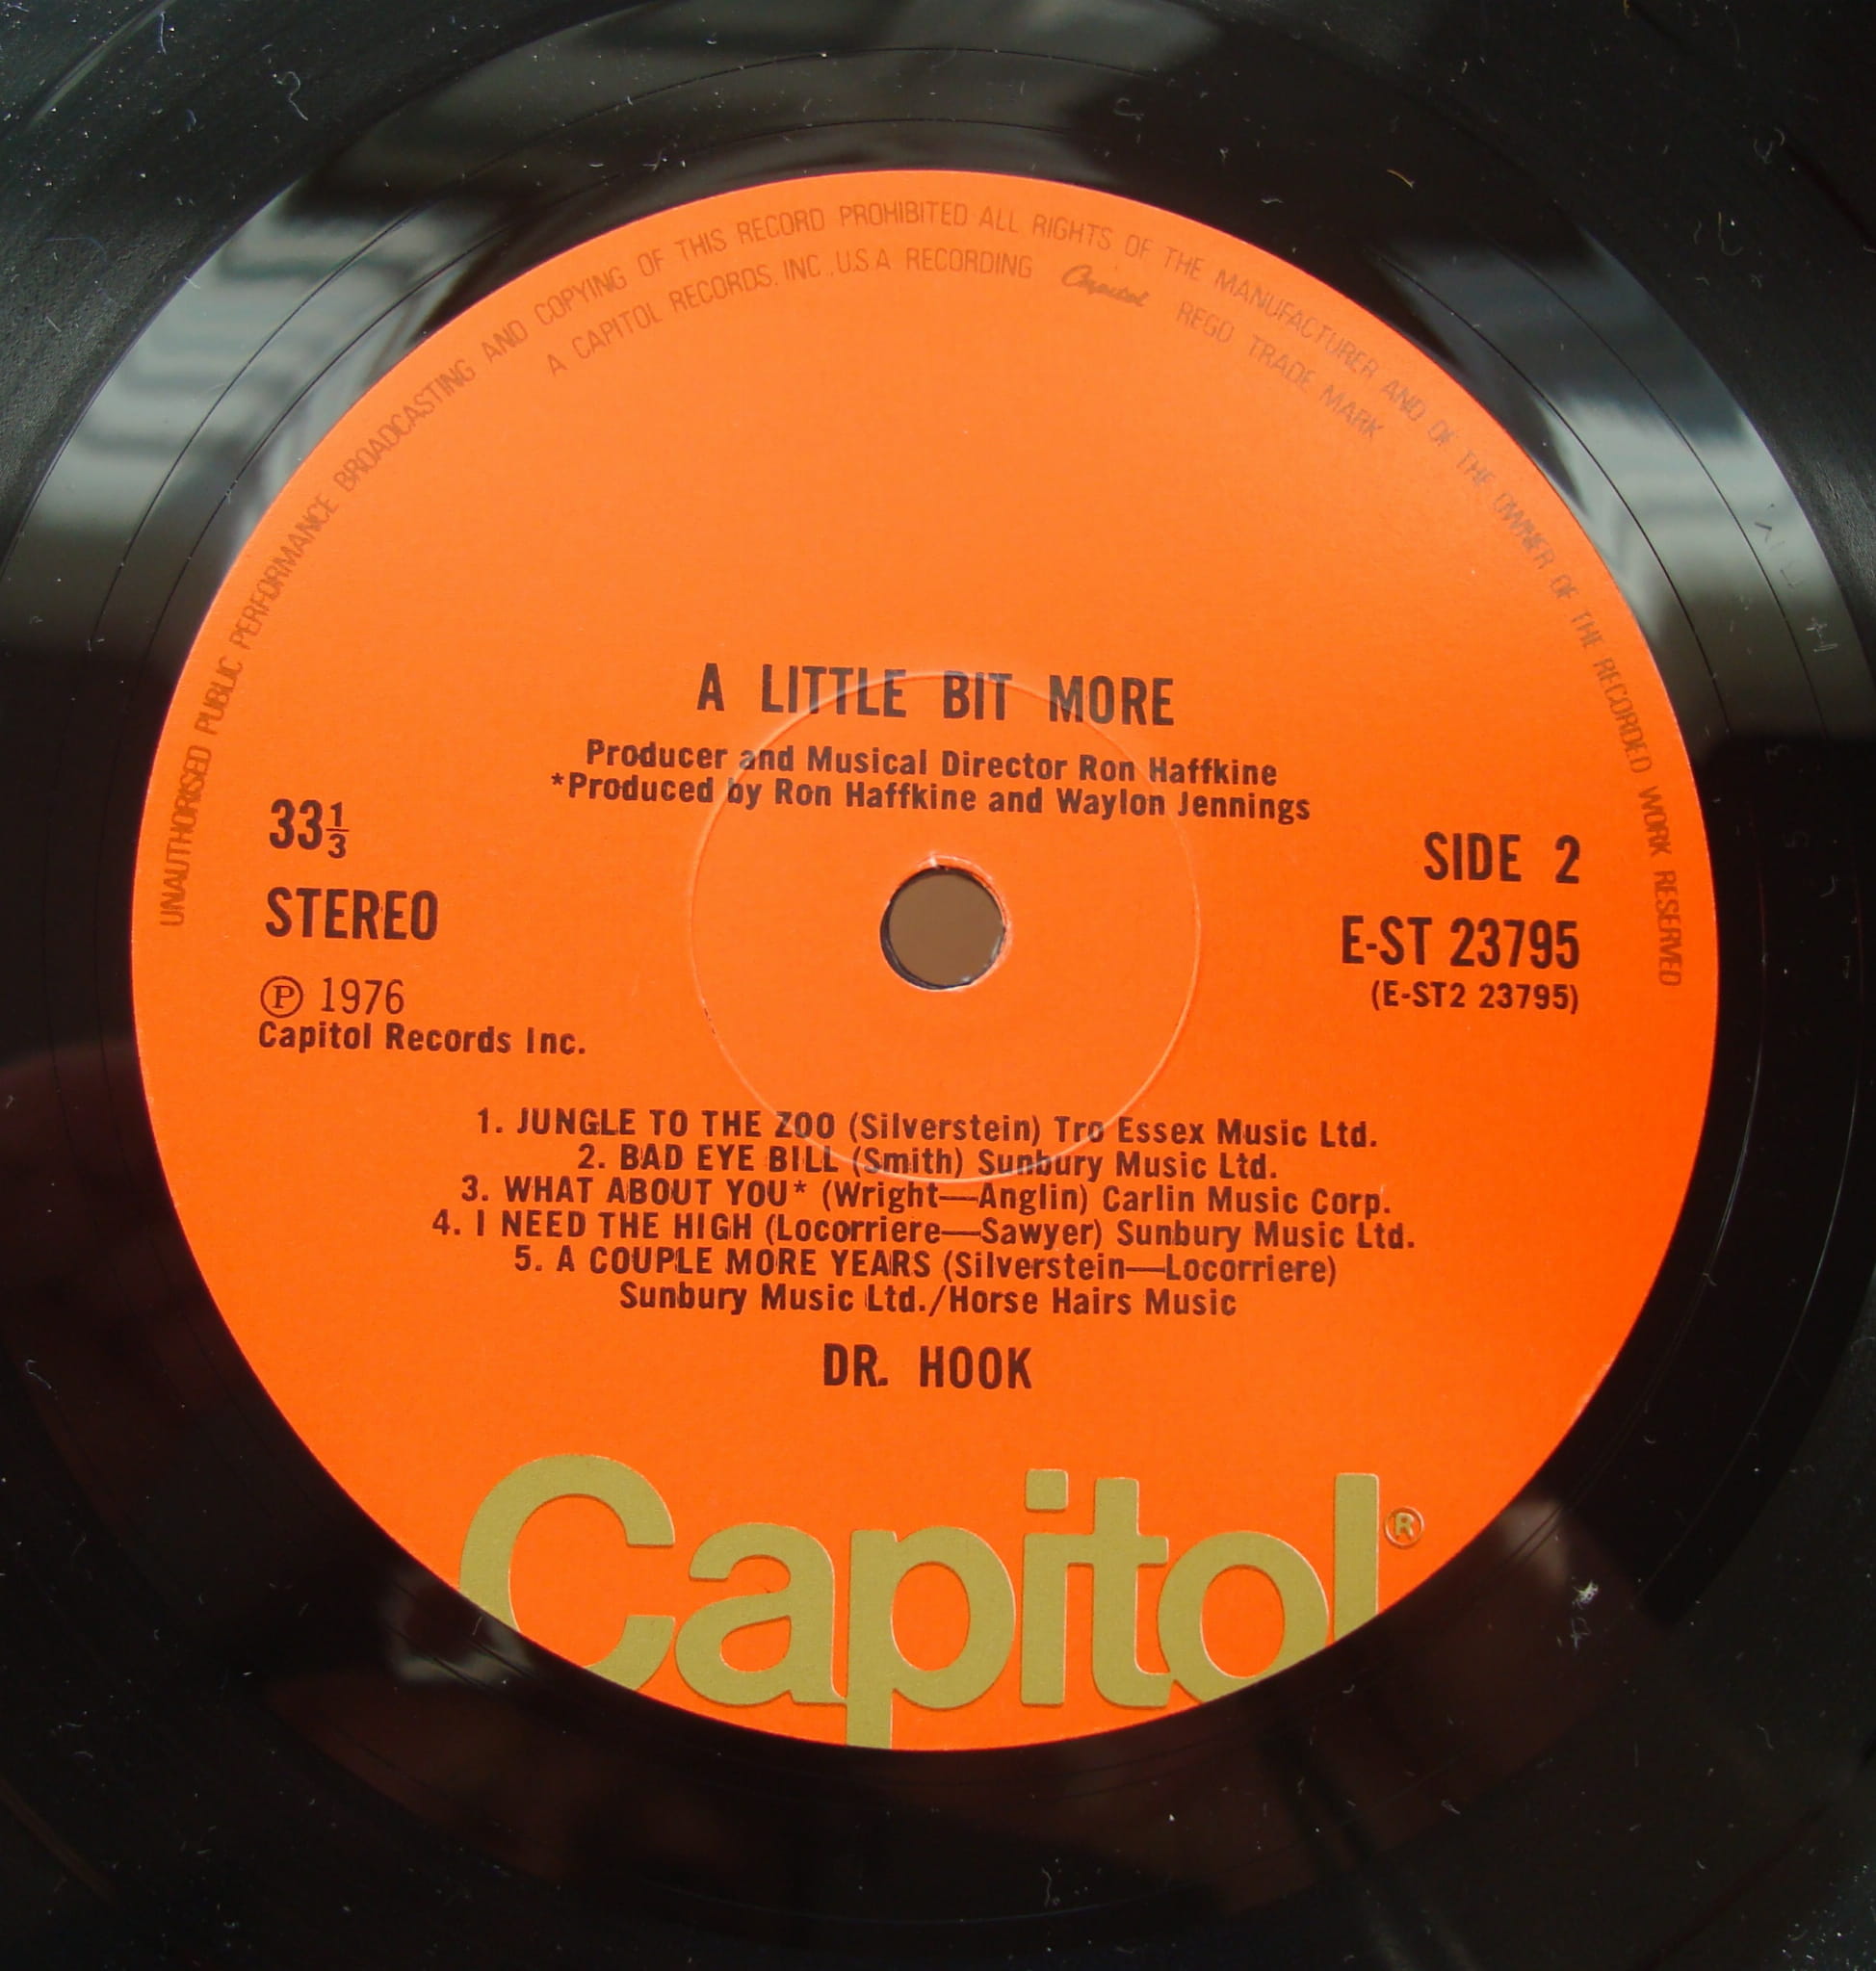 UNAUTHORISED PUBLIC PERFORMANCE BROADCASTING AND COPYING OF THIS RECORD PROHIBITED ALL RIGHTS OF THE MANUFACTURER AND OF THE OWNER OF THE RECORDED WORK RESERVED
A CAPITOL RECORDS, INC., U.S.A RECORDING Capitol REGD TRADE MARK
A LITTLE BIT MORE
Producer and Musical Director Ron Haffkine
*Produced by Ron Haffkine and Waylon Jennings
33⅓
STEREO
Ⓟ 1976
Capitol Records Inc.
SIDE 2
E-ST 23795
(E-ST2 23795)
1. JUNGLE TO THE ZOO (Silverstein) Tro Essex Music Ltd.
2. BAD EYE BILL (Smith) Sunbury Music Ltd.
3. WHAT ABOUT YOU* (Wright—Anglin) Carlin Music Corp.
4. I NEED THE HIGH (Locorriere—Sawyer) Sunbury Music Ltd.
5. A COUPLE MORE YEARS (Silverstein—Locorriere)
Sunbury Music Ltd./Horse Hairs Music
DR. HOOK
Capitol®